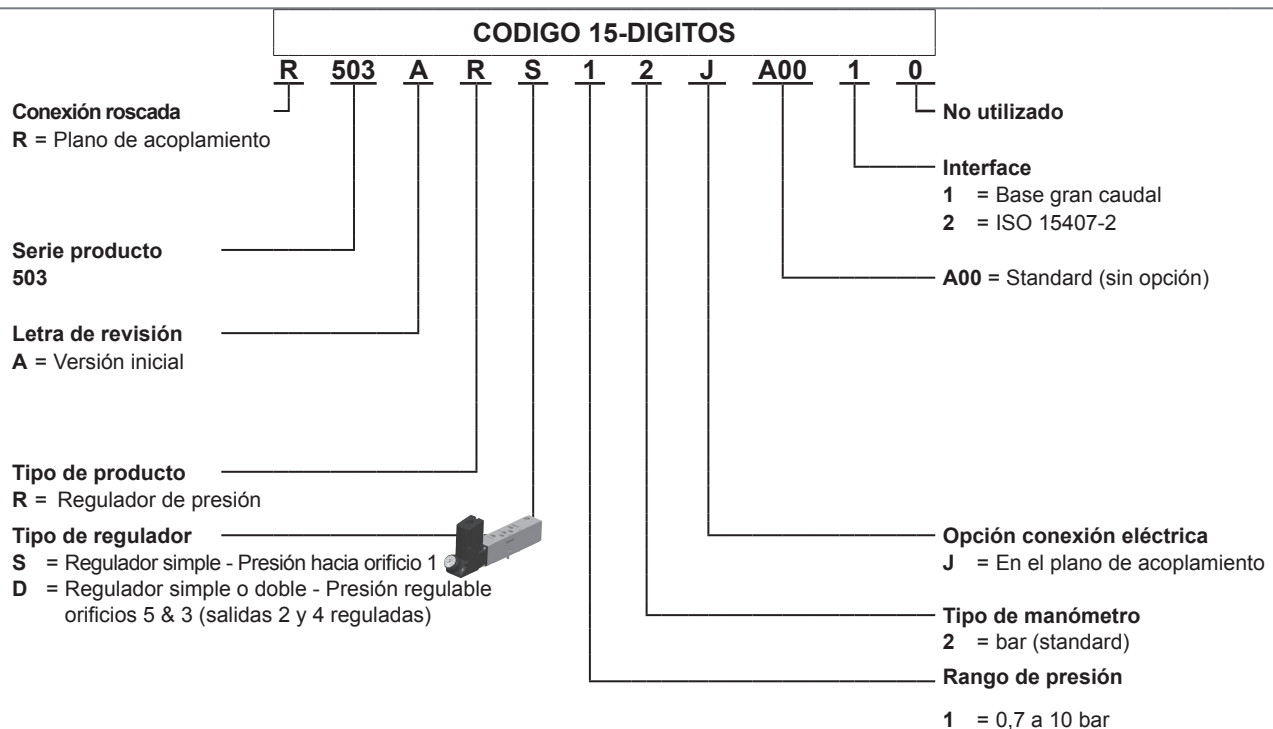 CODIGO 15-DIGITOS
R 503 A R S 1 2 J A00 1 0
Conexión roscada
R = Plano de acoplamiento
Serie producto
503
Letra de revisión
A = Versión inicial
Tipo de producto
R = Regulador de presión
Tipo de regulador
S = Regulador simple - Presión hacia orificio 1
D = Regulador simple o doble - Presión regulable
orificios 5 & 3 (salidas 2 y 4 reguladas)
No utilizado
Interface
1 = Base gran caudal
2 = ISO 15407-2
A00 = Standard (sin opción)
Opción conexión eléctrica
J = En el plano de acoplamiento
Tipo de manómetro
2 = bar (standard)
Rango de presión
1 = 0,7 a 10 bar